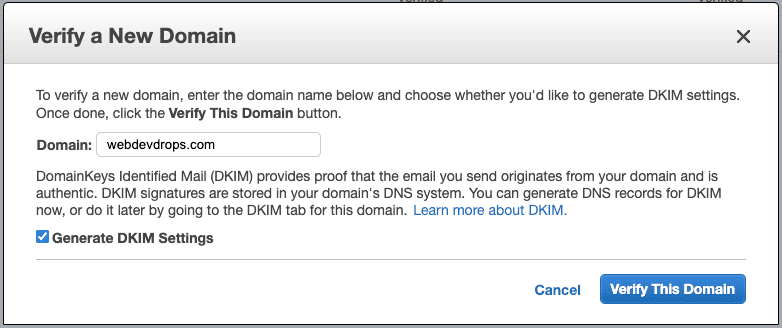 Verified Verified
Verify a New Domain
To verify a new domain, enter the domain name below and choose whether you'd like to generate DKIM settings.
Once done, click the Verify This Domain button.
Domain: webdevdrops.com
DomainKeys Identified Mail (DKIM) provides proof that the email you send originates from your domain and is
authentic. DKIM signatures are stored in your domain's DNS system. You can generate DNS records for DKIM
now, or do it later by going to the DKIM tab for this domain. Learn more about DKIM.
Generate DKIM Settings
Cancel Verify This Domain